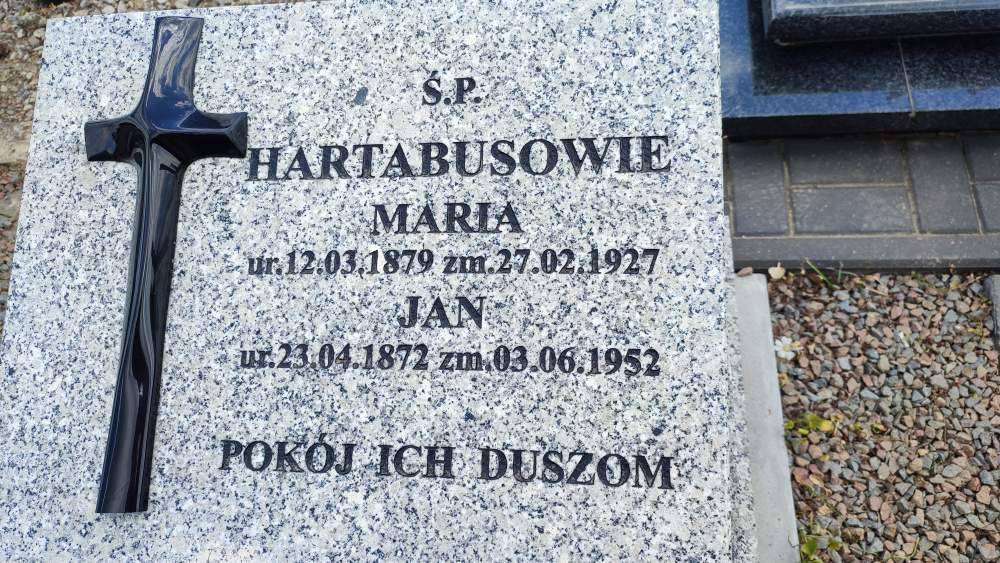 Ś.P.
HARTABUSOWIE
MARIA
ur.12.03.1879 zm.27.02.1927
JAN
ur.23.04.1872 zm.03.06.1952
POKÓJ ICH DUSZOM